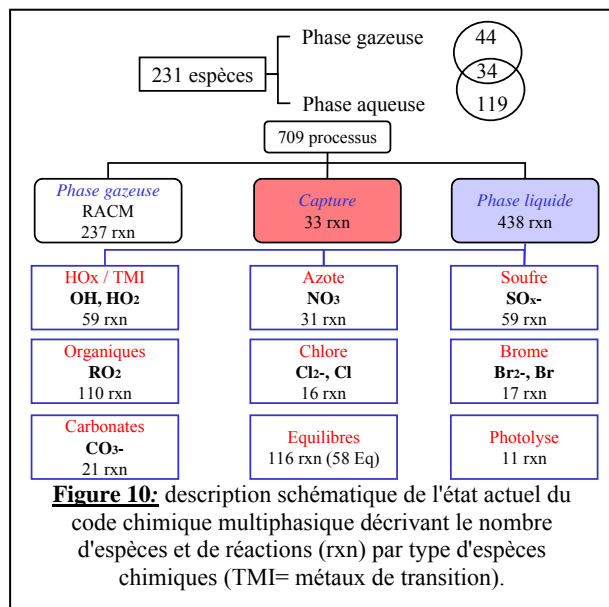 Phase gazeuse 44
231 espèces 34
Phase aqueuse 119
709 processus
Phase gazeuse
RACM
237 rxn
Capture
33 rxn
Phase liquide
438 rxn
HOx / TMI
OH, HO2
59 rxn
Azote
NO3
31 rxn
Soufre
SOx-
59 rxn
Organiques
RO2
110 rxn
Chlore
Cl2-, Cl
16 rxn
Brome
Br2-, Br
17 rxn
Carbonates
CO3-
21 rxn
Equilibres
116 rxn (58 Eq)
Photolyse
11 rxn
Figure 10: description schématique de l'état actuel du
code chimique multiphasique décrivant le nombre
d'espèces et de réactions (rxn) par type d'espèces
chimiques (TMI= métaux de transition).